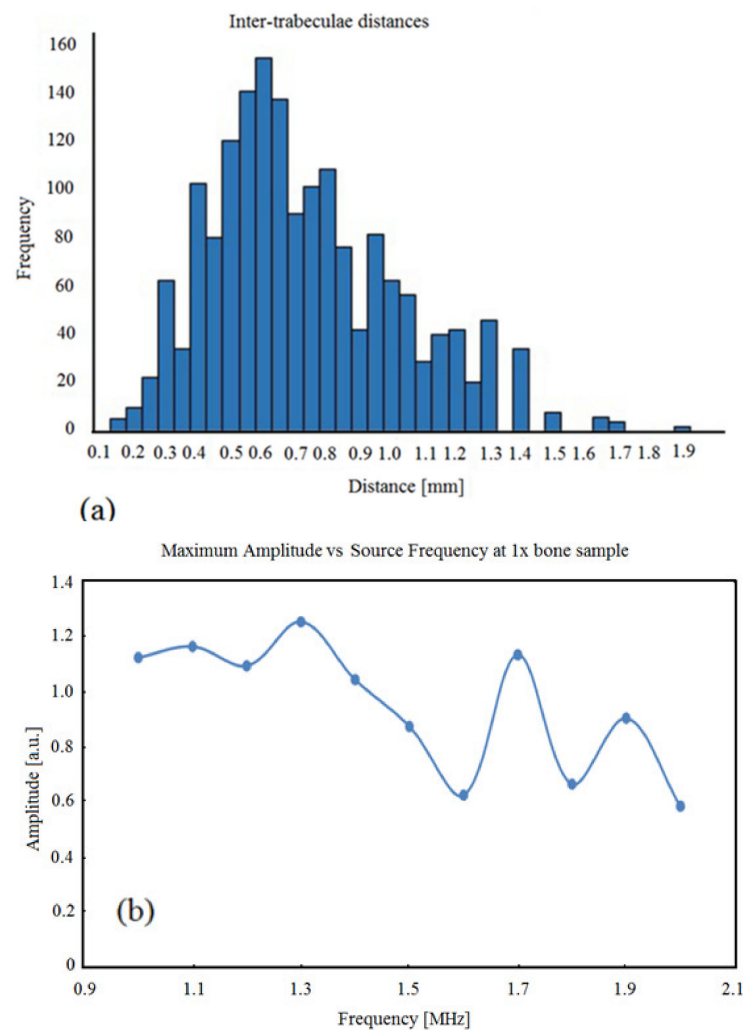 Inter-trabeculae distances
160
140
120
100
80
60
40
20
0
Frequency
0.1 0.2 0.3 0.4 0.5 0.6 0.7 0.8 0.9 1.0 1.1 1.2 1.3 1.4 1.5 1.6 1.7 1.8 1.9
Distance [mm]
(a)
Maximum Amplitude vs Source Frequency at 1x bone sample
1.4
1.2
1.0
0.8
0.6
0.4
0.2
0
Amplitude [a.u.]
(b)
0.9 1.1 1.3 1.5 1.7 1.9 2.1
Frequency [MHz]